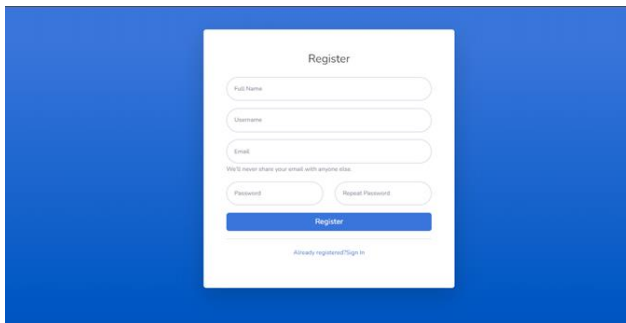 Register
Full Name
Username
Email
We'll never share your email with anyone else.
Password Repeat Password
Register
Already registered?Sign In